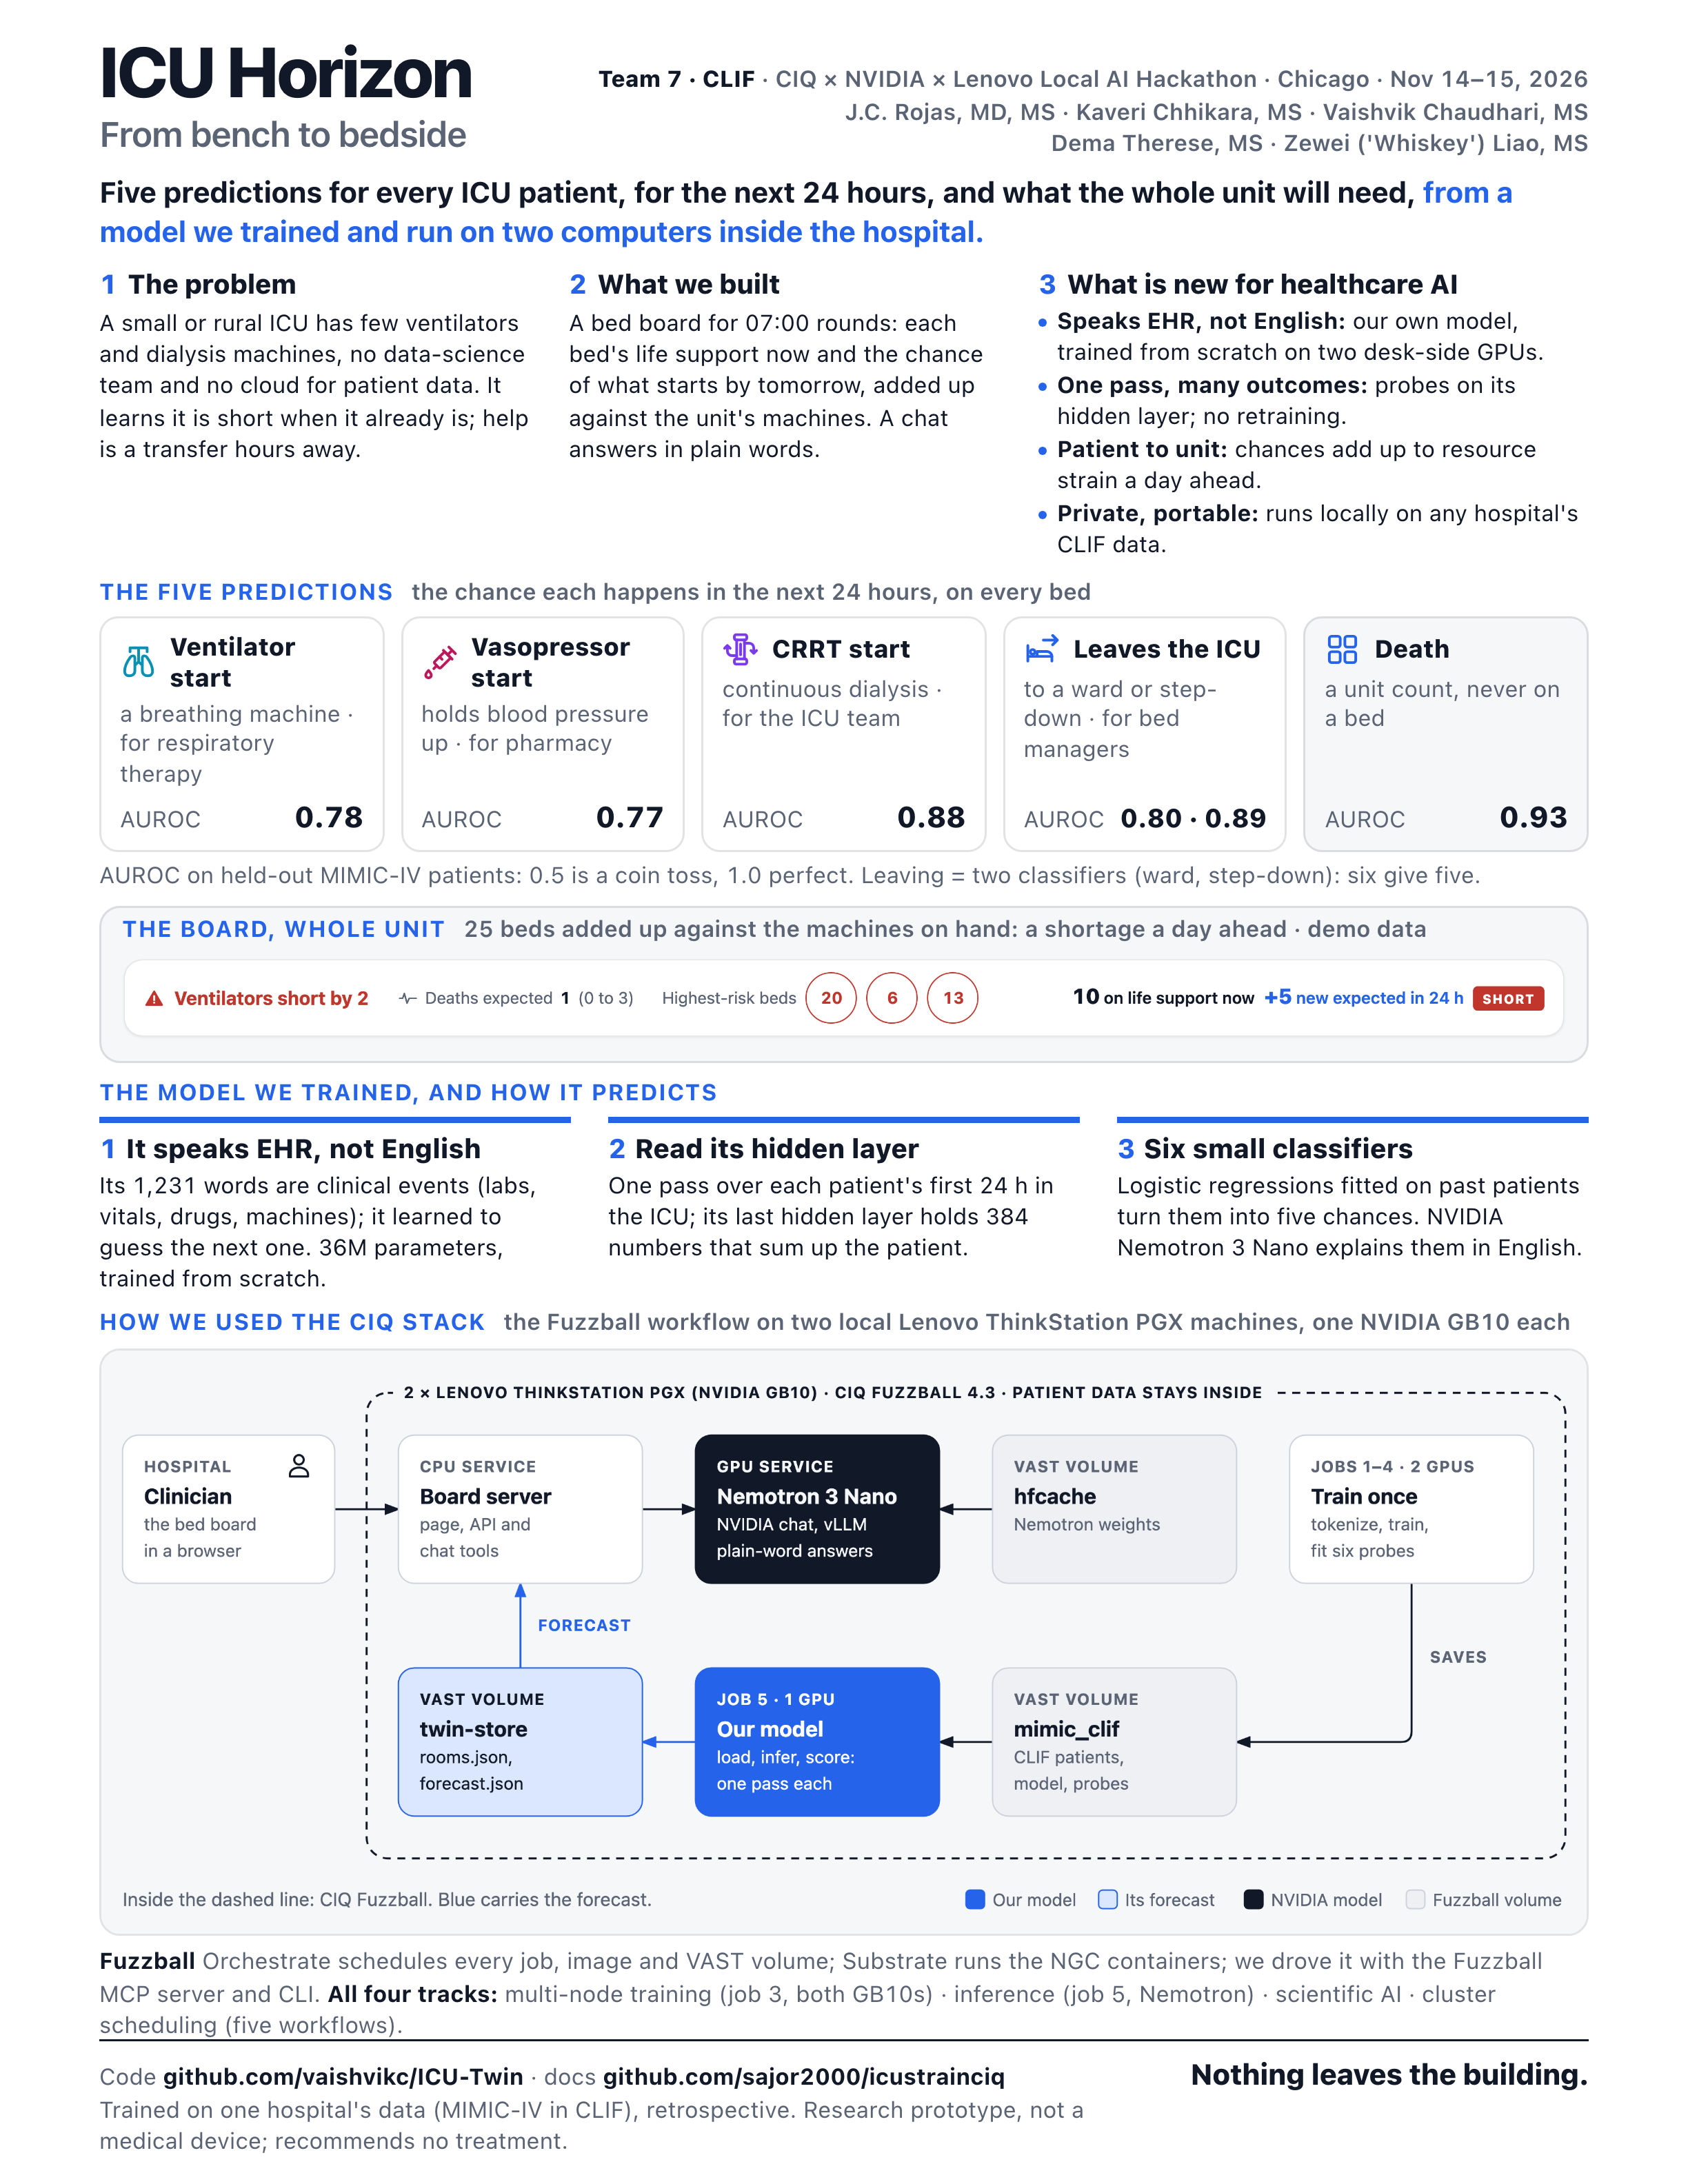 ICU Horizon
From bench to bedside
Team 7 · CLIF · CIQ × NVIDIA × Lenovo Local AI Hackathon · Chicago · Nov 14–15, 2026
J.C. Rojas, MD, MS · Kaveri Chhikara, MS · Vaishvik Chaudhari, MS
Dema Therese, MS · Zewei ('Whiskey') Liao, MS
Five predictions for every ICU patient, for the next 24 hours, and what the whole unit will need, from a
model we trained and run on two computers inside the hospital.
1 The problem
A small or rural ICU has few ventilators
and dialysis machines, no data-science
team and no cloud for patient data. It
learns it is short when it already is; help
is a transfer hours away.
2 What we built
A bed board for 07:00 rounds: each
bed's life support now and the chance
of what starts by tomorrow, added up
against the unit's machines. A chat
answers in plain words.
3 What is new for healthcare AI
• Speaks EHR, not English: our own model,
trained from scratch on two desk-side GPUs.
• One pass, many outcomes: probes on its
hidden layer; no retraining.
• Patient to unit: chances add up to resource
strain a day ahead.
• Private, portable: runs locally on any hospital's
CLIF data.
THE FIVE PREDICTIONS the chance each happens in the next 24 hours, on every bed
Ventilator
start
a breathing machine ·
for respiratory
therapy
AUROC 0.78
Vasopressor
start
holds blood pressure
up · for pharmacy
AUROC 0.77
CRRT start
continuous dialysis ·
for the ICU team
AUROC 0.88
Leaves the ICU
to a ward or step-
down · for bed
managers
AUROC 0.80 · 0.89
Death
a unit count, never on
a bed
AUROC 0.93
AUROC on held-out MIMIC-IV patients: 0.5 is a coin toss, 1.0 perfect. Leaving = two classifiers (ward, step-down): six give five.
THE BOARD, WHOLE UNIT 25 beds added up against the machines on hand: a shortage a day ahead · demo data
Ventilators short by 2 Deaths expected 1 (0 to 3) Highest-risk beds 20 6 13 10 on life support now +5 new expected in 24 h SHORT
THE MODEL WE TRAINED, AND HOW IT PREDICTS
1 It speaks EHR, not English
Its 1,231 words are clinical events (labs,
vitals, drugs, machines); it learned to
guess the next one. 36M parameters,
trained from scratch.
2 Read its hidden layer
One pass over each patient's first 24 h in
the ICU; its last hidden layer holds 384
numbers that sum up the patient.
3 Six small classifiers
Logistic regressions fitted on past patients
turn them into five chances. NVIDIA
Nemotron 3 Nano explains them in English.
HOW WE USED THE CIQ STACK the Fuzzball workflow on two local Lenovo ThinkStation PGX machines, one NVIDIA GB10 each
2 × LENOVO THINKSTATION PGX (NVIDIA GB10) · CIQ FUZZBALL 4.3 · PATIENT DATA STAYS INSIDE
HOSPITAL
Clinician
the bed board
in a browser
CPU SERVICE
Board server
page, API and
chat tools
GPU SERVICE
Nemotron 3 Nano
NVIDIA chat, vLLM
plain-word answers
VAST VOLUME
hfcache
Nemotron weights
JOBS 1–4 · 2 GPUS
Train once
tokenize, train,
fit six probes
FORECAST
SAVES
VAST VOLUME
twin-store
rooms.json,
forecast.json
JOB 5 · 1 GPU
Our model
load, infer, score:
one pass each
VAST VOLUME
mimic_clif
CLIF patients,
model, probes
Inside the dashed line: CIQ Fuzzball. Blue carries the forecast.
Our model Its forecast NVIDIA model Fuzzball volume
Fuzzball Orchestrate schedules every job, image and VAST volume; Substrate runs the NGC containers; we drove it with the Fuzzball
MCP server and CLI. All four tracks: multi-node training (job 3, both GB10s) · inference (job 5, Nemotron) · scientific AI · cluster
scheduling (five workflows).
Code github.com/vaishvikc/ICU-Twin · docs github.com/sajor2000/icustrainciq
Trained on one hospital's data (MIMIC-IV in CLIF), retrospective. Research prototype, not a
medical device; recommends no treatment.
Nothing leaves the building.